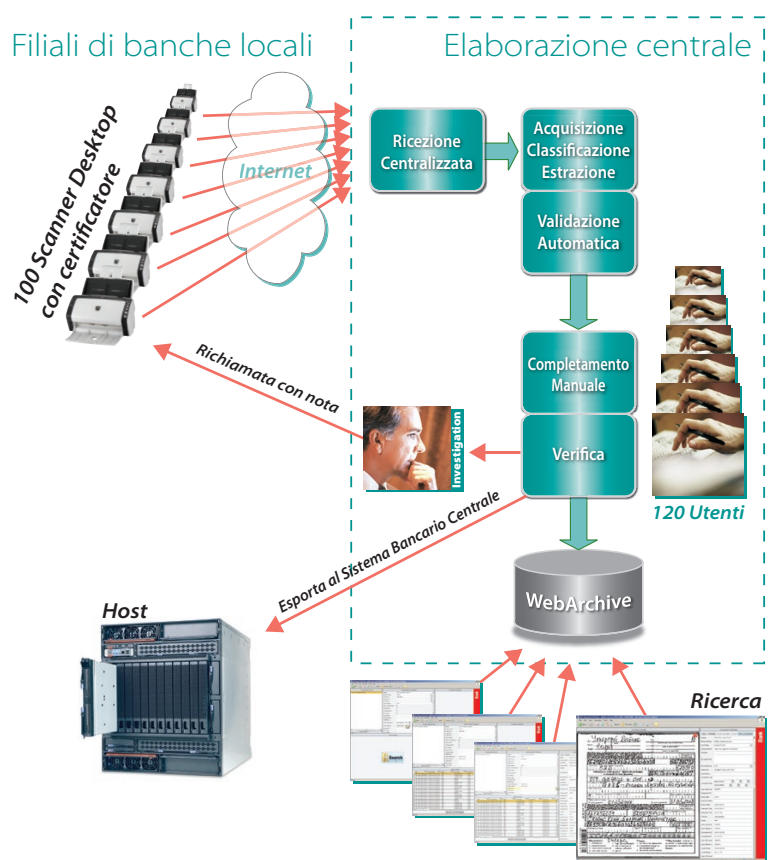 Filiali di banche locali
Elaborazione centrale
100 Scanner Desktop
con certificatore
Internet
Ricezione
Centralizzata
Acquisizione
Classificazione
Estrazione
Validazione
Automatica
Completamento
Manuale
Verifica
120 Utenti
Richiamata con nota
Investigation
Esporta al Sistema Bancario Centrale
WebArchive
Host
Ricerca